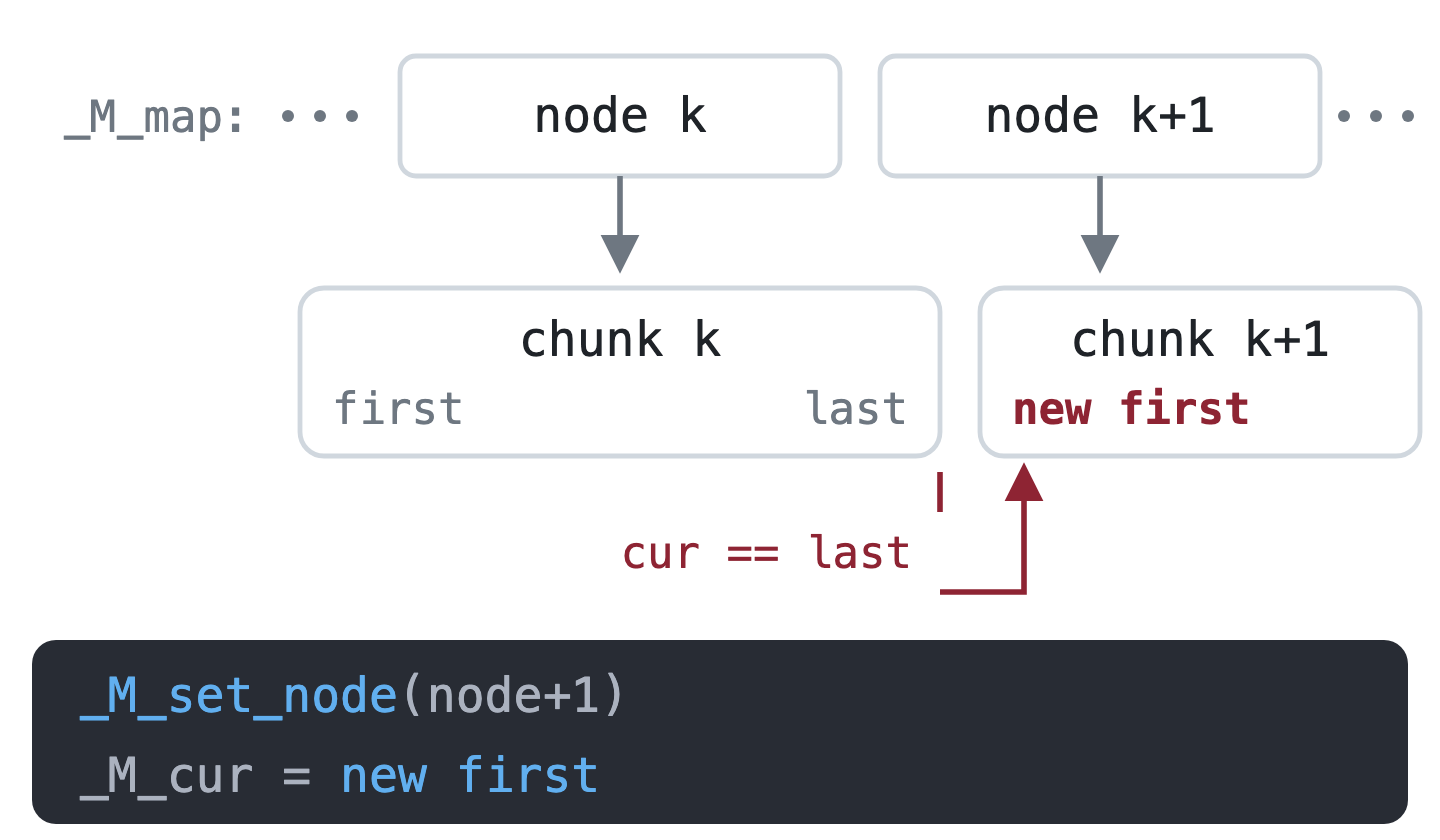 _M_map: ••• node k node k+1 •••
chunk k chunk k+1
first last new first
cur == last
_M_set_node(node+1)
_M_cur = new first